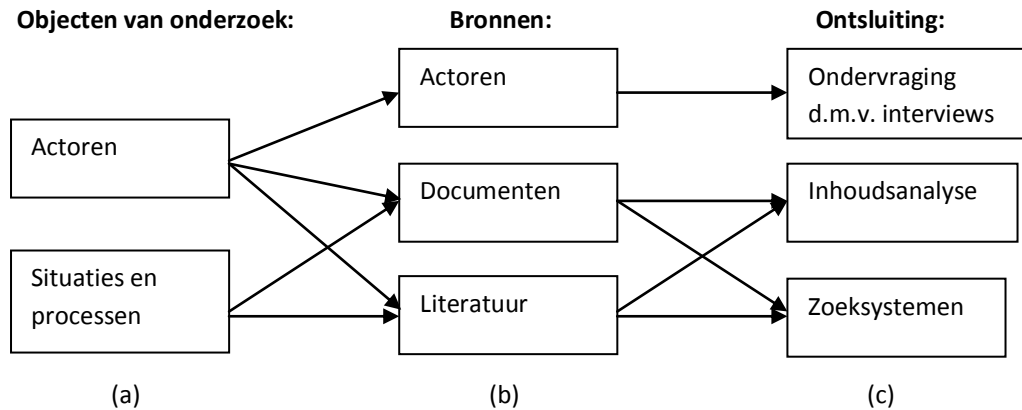 Objecten van onderzoek:
Bronnen:
Ontsluiting:
Actoren
Situaties en
processen
Actoren
Documenten
Literatuur
Ondervraging
d.m.v. interviews
Inhoudsanalyse
Zoeksystemen
(a)
(b)
(c)